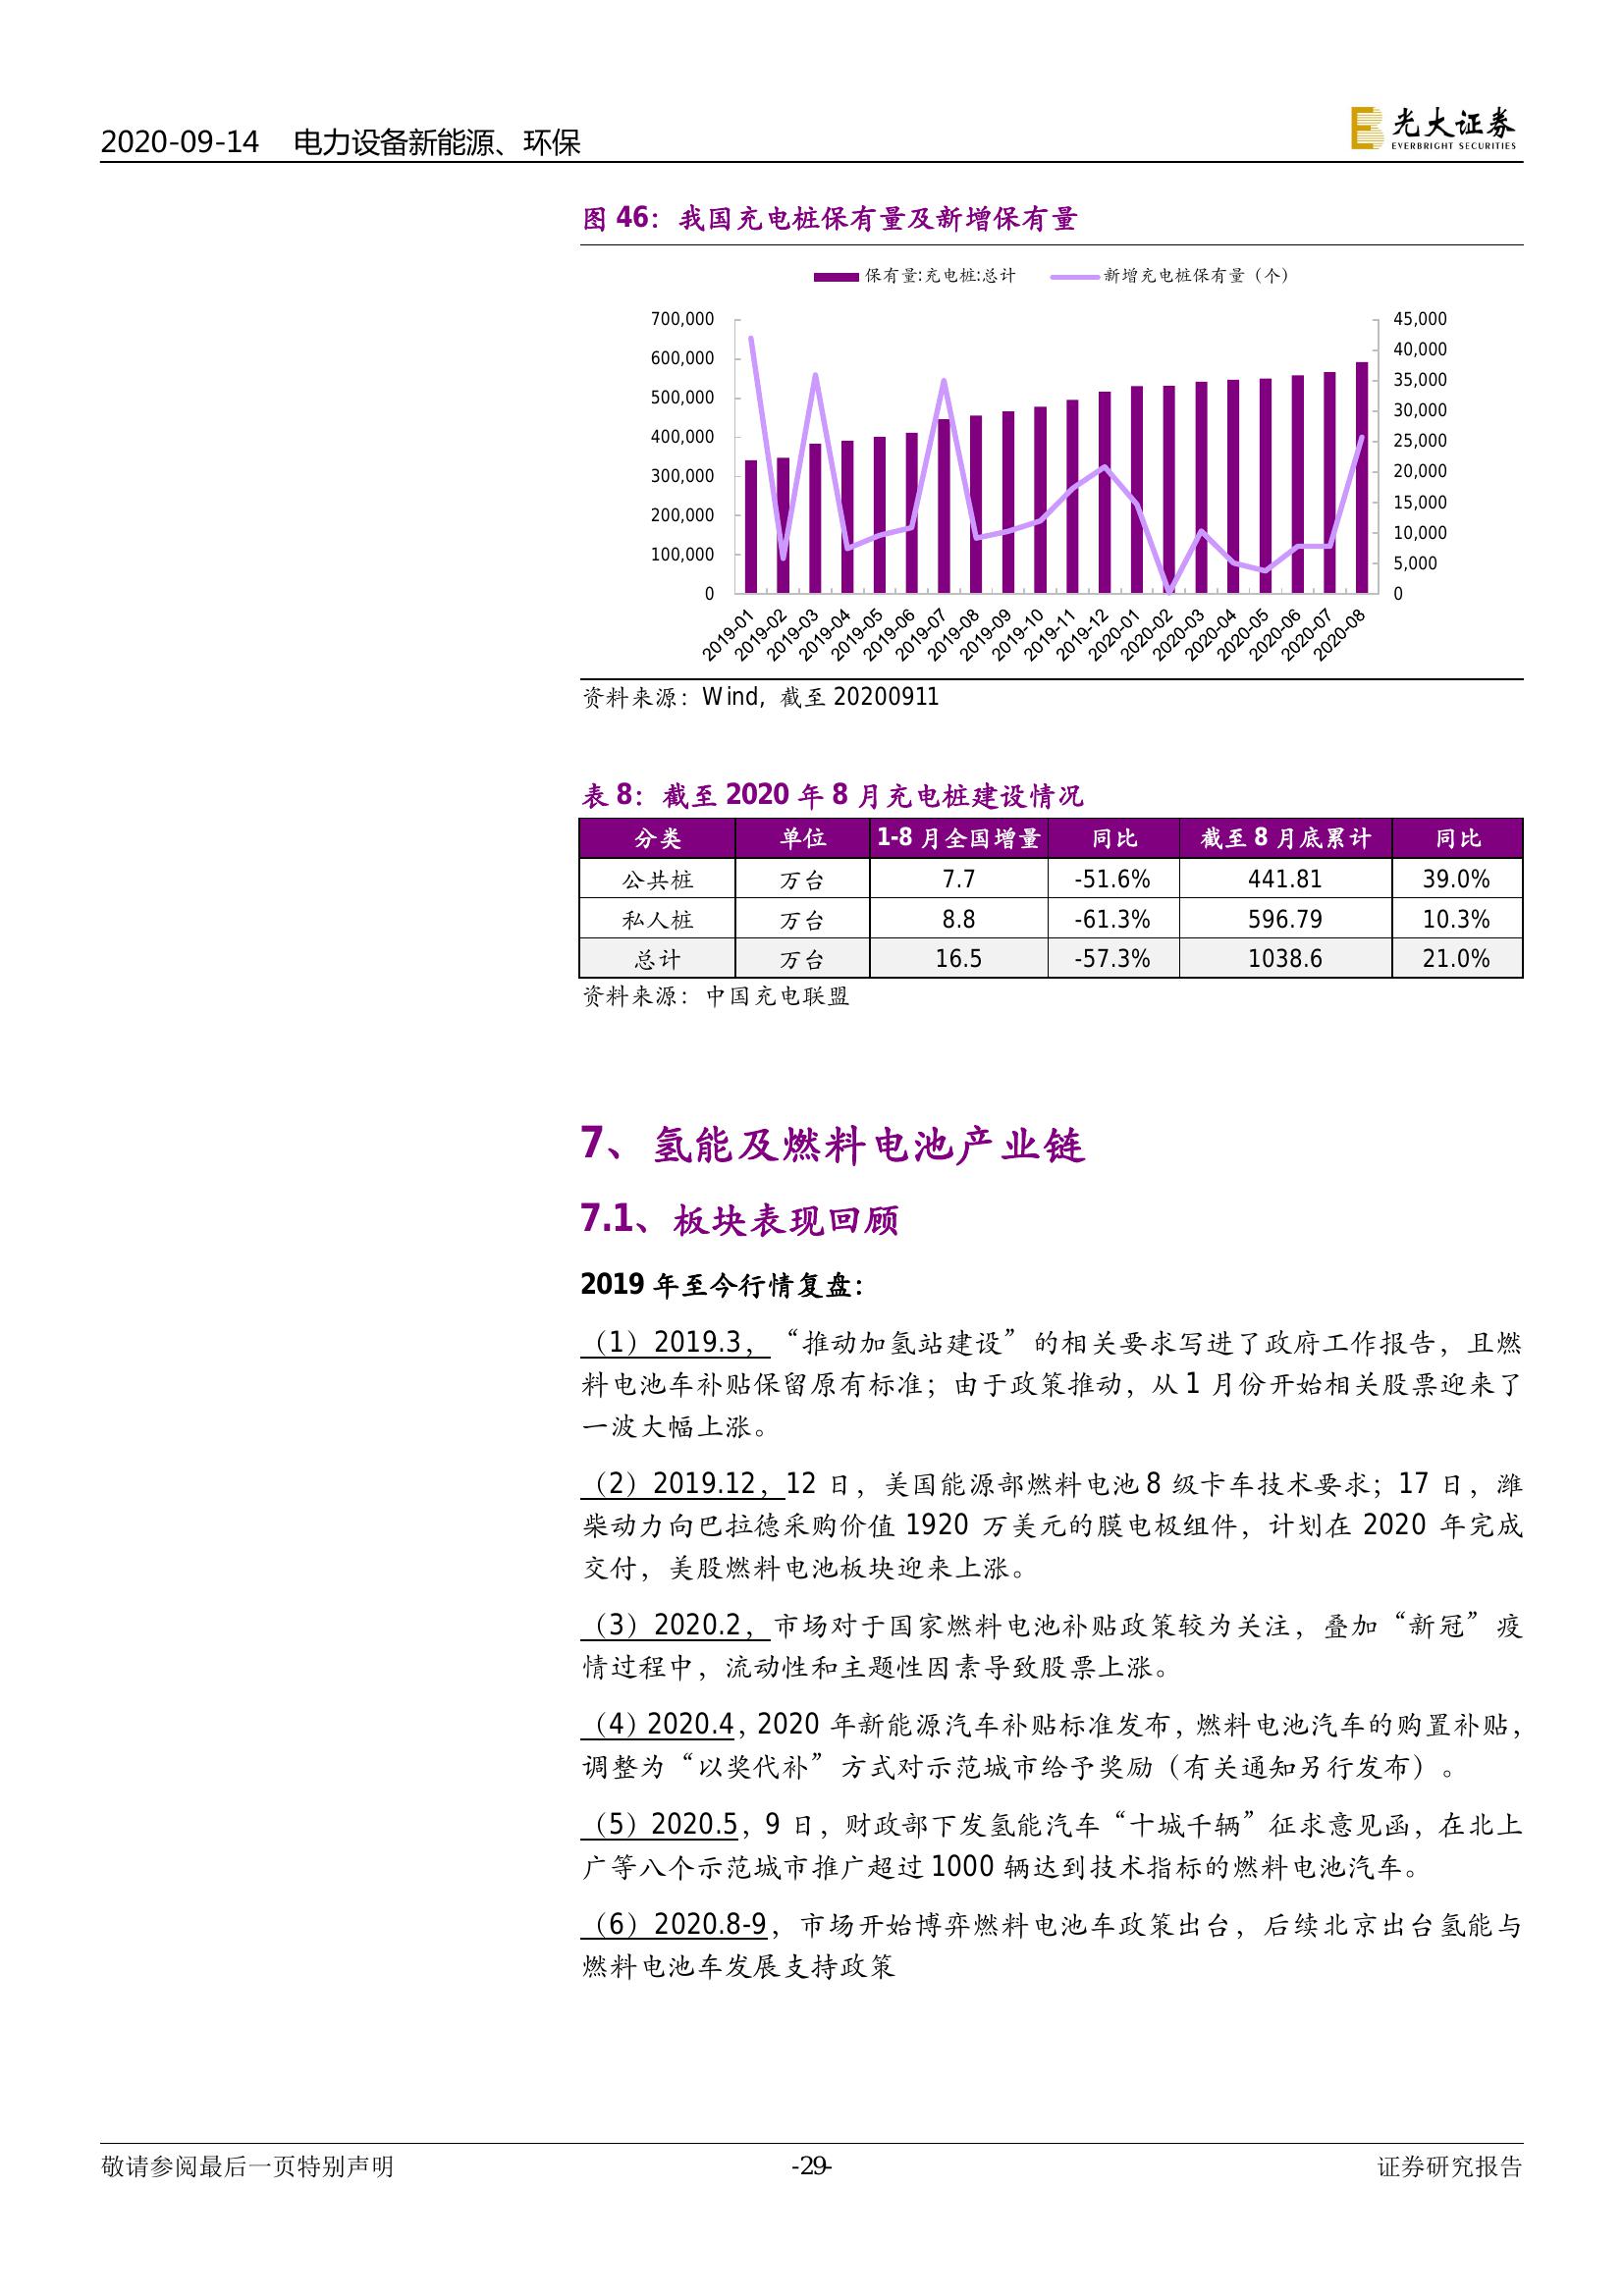 2020-09-14 电力设备新能源、环保
光大证券
EVERBRIGHT SECURITIES
图 46：我国充电桩保有量及新增保有量
保有量:充电桩:总计 新增充电桩保有量（个）
700,000 45,000
600,000 40,000
500,000 35,000
400,000 30,000
300,000 25,000
200,000 20,000
100,000 15,000
0 10,000
5,000
0
2019-01 2019-02 2019-03 2019-04 2019-05 2019-06 2019-07 2019-08 2019-09 2019-10 2019-11 2019-12 2020-01 2020-02 2020-03 2020-04 2020-05 2020-06 2020-07 2020-08
资料来源：Wind，截至 20200911
表 8：截至 2020 年 8 月充电桩建设情况
分类 单位 1-8 月全国增量 同比 截至 8 月底累计 同比
公共桩 万台 7.7 -51.6% 441.81 39.0%
私人桩 万台 8.8 -61.3% 596.79 10.3%
总计 万台 16.5 -57.3% 1038.6 21.0%
资料来源：中国充电联盟
7、氢能及燃料电池产业链
7.1、板块表现回顾
2019 年至今行情复盘：
（1）2019.3，“推动加氢站建设”的相关要求写进了政府工作报告，且燃
料电池车补贴保留原有标准；由于政策推动，从 1 月份开始相关股票迎来了
一波大幅上涨。
（2）2019.12，12 日，美国能源部燃料电池 8 级卡车技术要求；17 日，潍
柴动力向巴拉德采购价值 1920 万美元的膜电极组件，计划在 2020 年完成
交付，美股燃料电池板块迎来上涨。
（3）2020.2，市场对于国家燃料电池补贴政策较为关注，叠加“新冠”疫
情过程中，流动性和主题性因素导致股票上涨。
（4）2020.4，2020 年新能源汽车补贴标准发布，燃料电池汽车的购置补贴，
调整为“以奖代补”方式对示范城市给予奖励（有关通知另行发布）。
（5）2020.5，9 日，财政部下发氢能汽车“十城千辆”征求意见函，在北上
广等八个示范城市推广超过 1000 辆达到技术指标的燃料电池汽车。
（6）2020.8-9，市场开始博弈燃料电池车政策出台，后续北京出台氢能与
燃料电池车发展支持政策
敬请参阅最后一页特别声明 -29- 证券研究报告